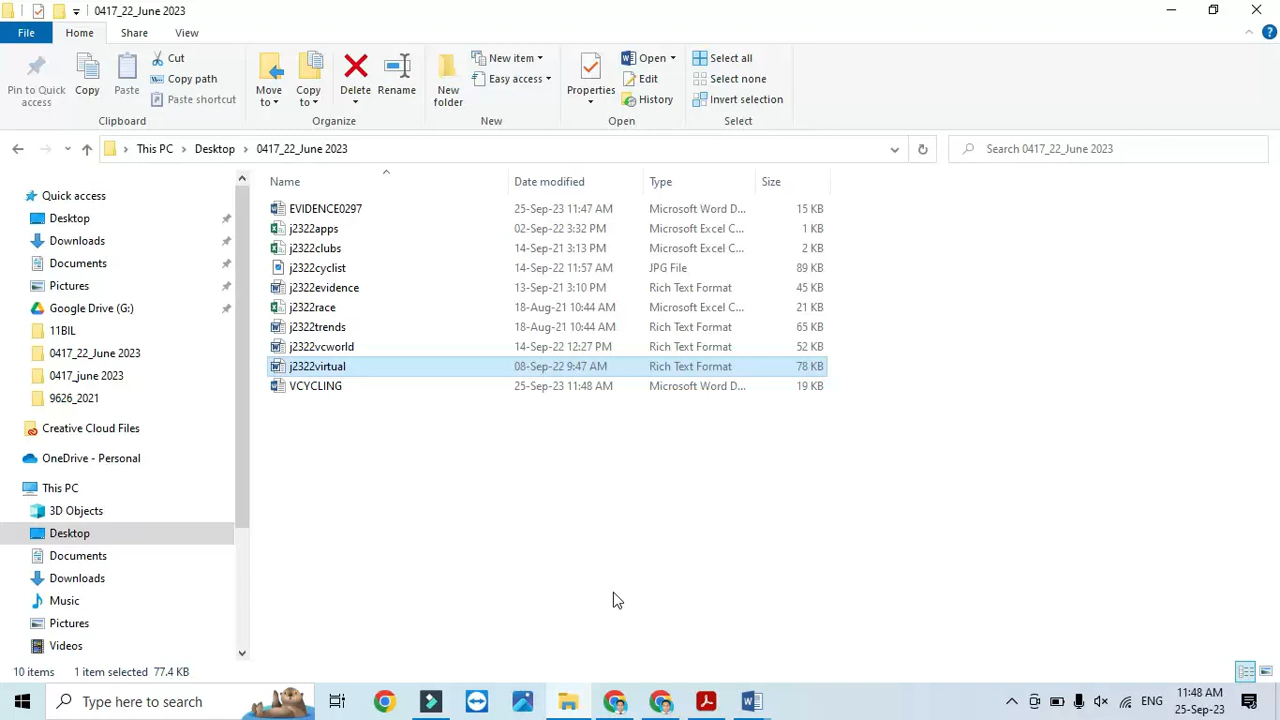 0417_22_June 2023
File Home Share View
Pin to Quick access
Copy
Paste
Cut
Copy path
Paste shortcut
Move to
Copy to
Delete
Rename
New folder
New item
Easy access
Properties
Open
Edit
History
Select all
Select none
Invert selection
Clipboard Organize New Open Select
This PC Desktop 0417_22_June 2023
Search 0417_22_June 2023
Name Date modified Type Size
EVIDENCE0297 25-Sep-23 11:47 AM Microsoft Word D... 15 KB
j2322apps 02-Sep-22 3:32 PM Microsoft Excel C... 1 KB
j2322clubs 14-Sep-21 3:13 PM Microsoft Excel C... 2 KB
j2322cyclist 14-Sep-22 11:57 AM JPG File 89 KB
j2322evidence 13-Sep-21 3:10 PM Rich Text Format 45 KB
j2322race 18-Aug-21 10:44 AM Microsoft Excel C... 21 KB
j2322trends 18-Aug-21 10:44 AM Rich Text Format 65 KB
j2322vcworld 14-Sep-22 12:27 PM Rich Text Format 52 KB
j2322virtual 08-Sep-22 9:47 AM Rich Text Format 78 KB
VCYCLING 25-Sep-23 11:48 AM Microsoft Word D... 19 KB
Quick access
Desktop
Downloads
Documents
Pictures
Google Drive (G:)
11BIL
0417_22_June 2023
0417_june 2023
9626_2021
Creative Cloud Files
OneDrive - Personal
This PC
3D Objects
Desktop
Documents
Downloads
Music
Pictures
Videos
10 items 1 item selected 77.4 KB
Type here to search
ENG
11:48 AM
25-Sep-23